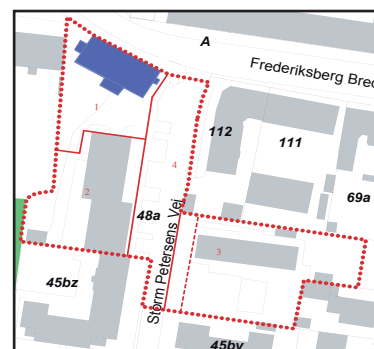 A
Frederiksberg Bred
1
112
111
4
2
69a
48a
Storm Petersens Vej
3
45bz
45by